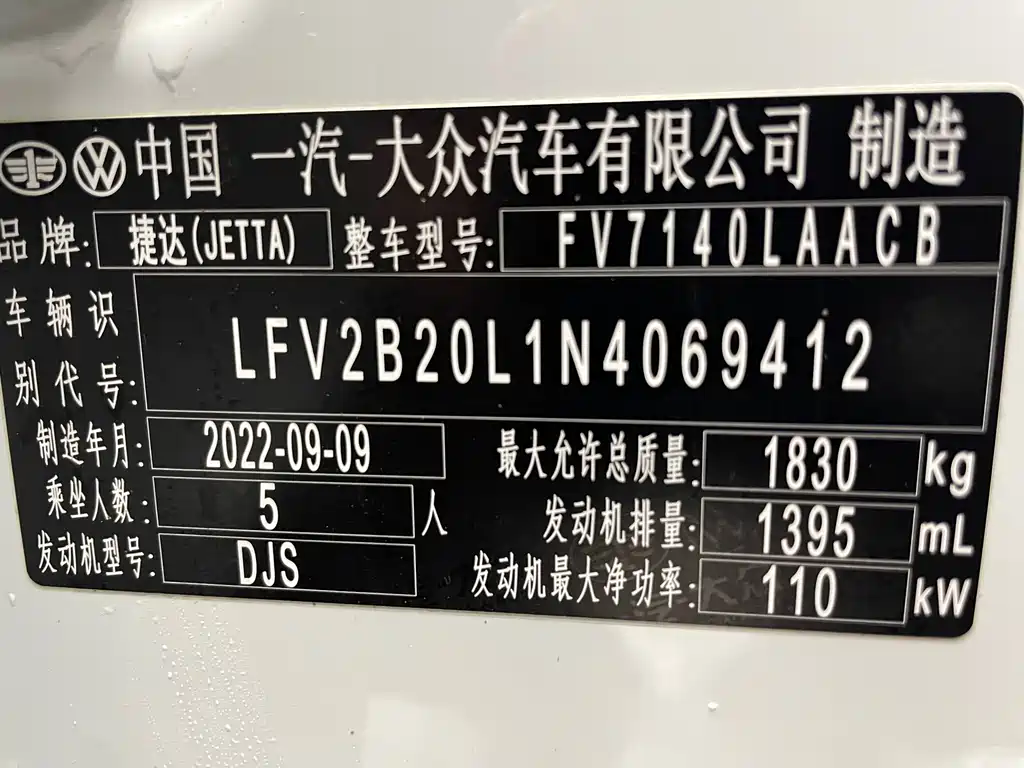 中国 一汽-大众汽车有限公司 制造
品牌: 捷达(JETTA) 整车型号: FV7140LAACB
车辆识别代号: LFV2B20L1N4069412
制造年月: 2022-09-09 最大允许总质量: 1830 kg
乘坐人数: 5 人 发动机排量: 1395 mL
发动机型号: DJS 发动机最大净功率: 110 kW